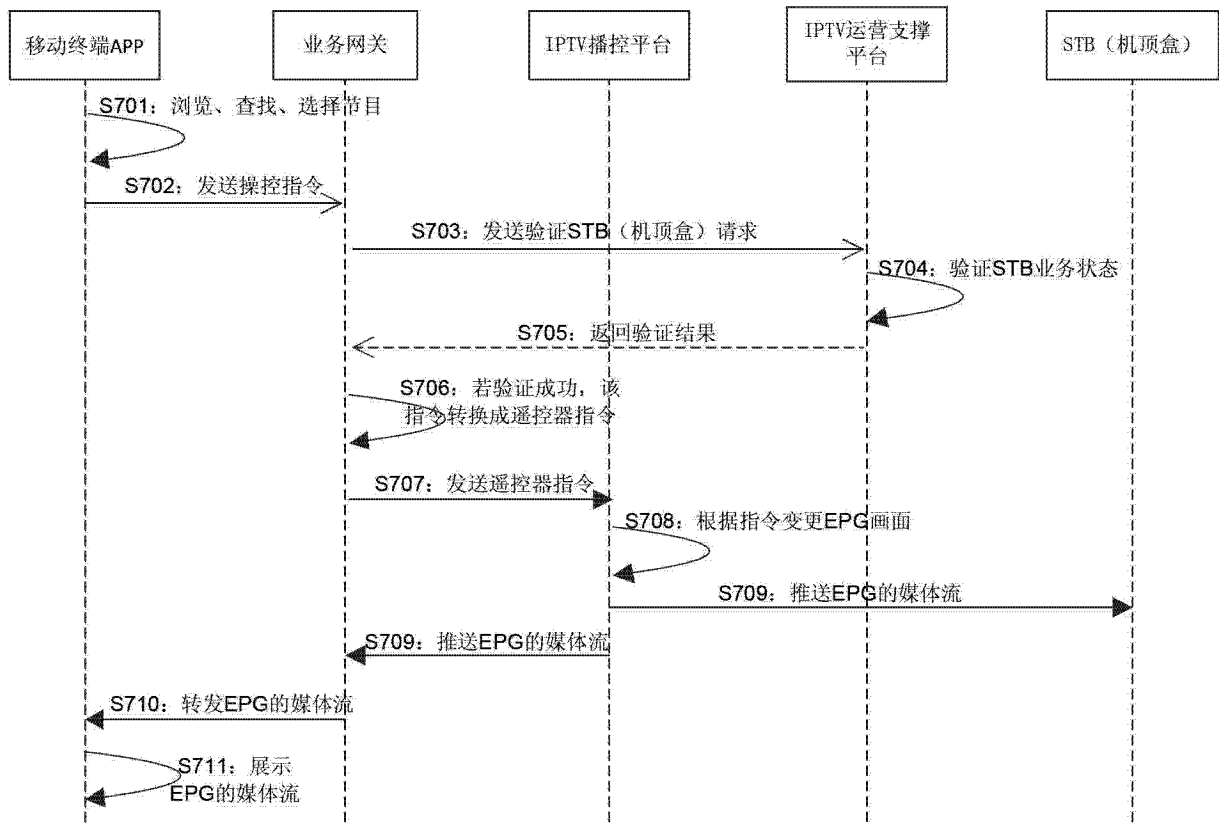 移动终端APP
业务网关
IPTV播控平台
IPTV运营支撑
平台
STB（机顶盒）
S701：浏览、查找、选择节目
S702：发送操控指令
S703：发送验证STB（机顶盒）请求
S704：验证STB业务状态
S705：返回验证结果
S706：若验证成功，该
指令转换成遥控器指令
S707：发送遥控器指令
S708：根据指令变更EPG画面
S709：推送EPG的媒体流
S709：推送EPG的媒体流
S710：转发EPG的媒体流
S711：展示
EPG的媒体流